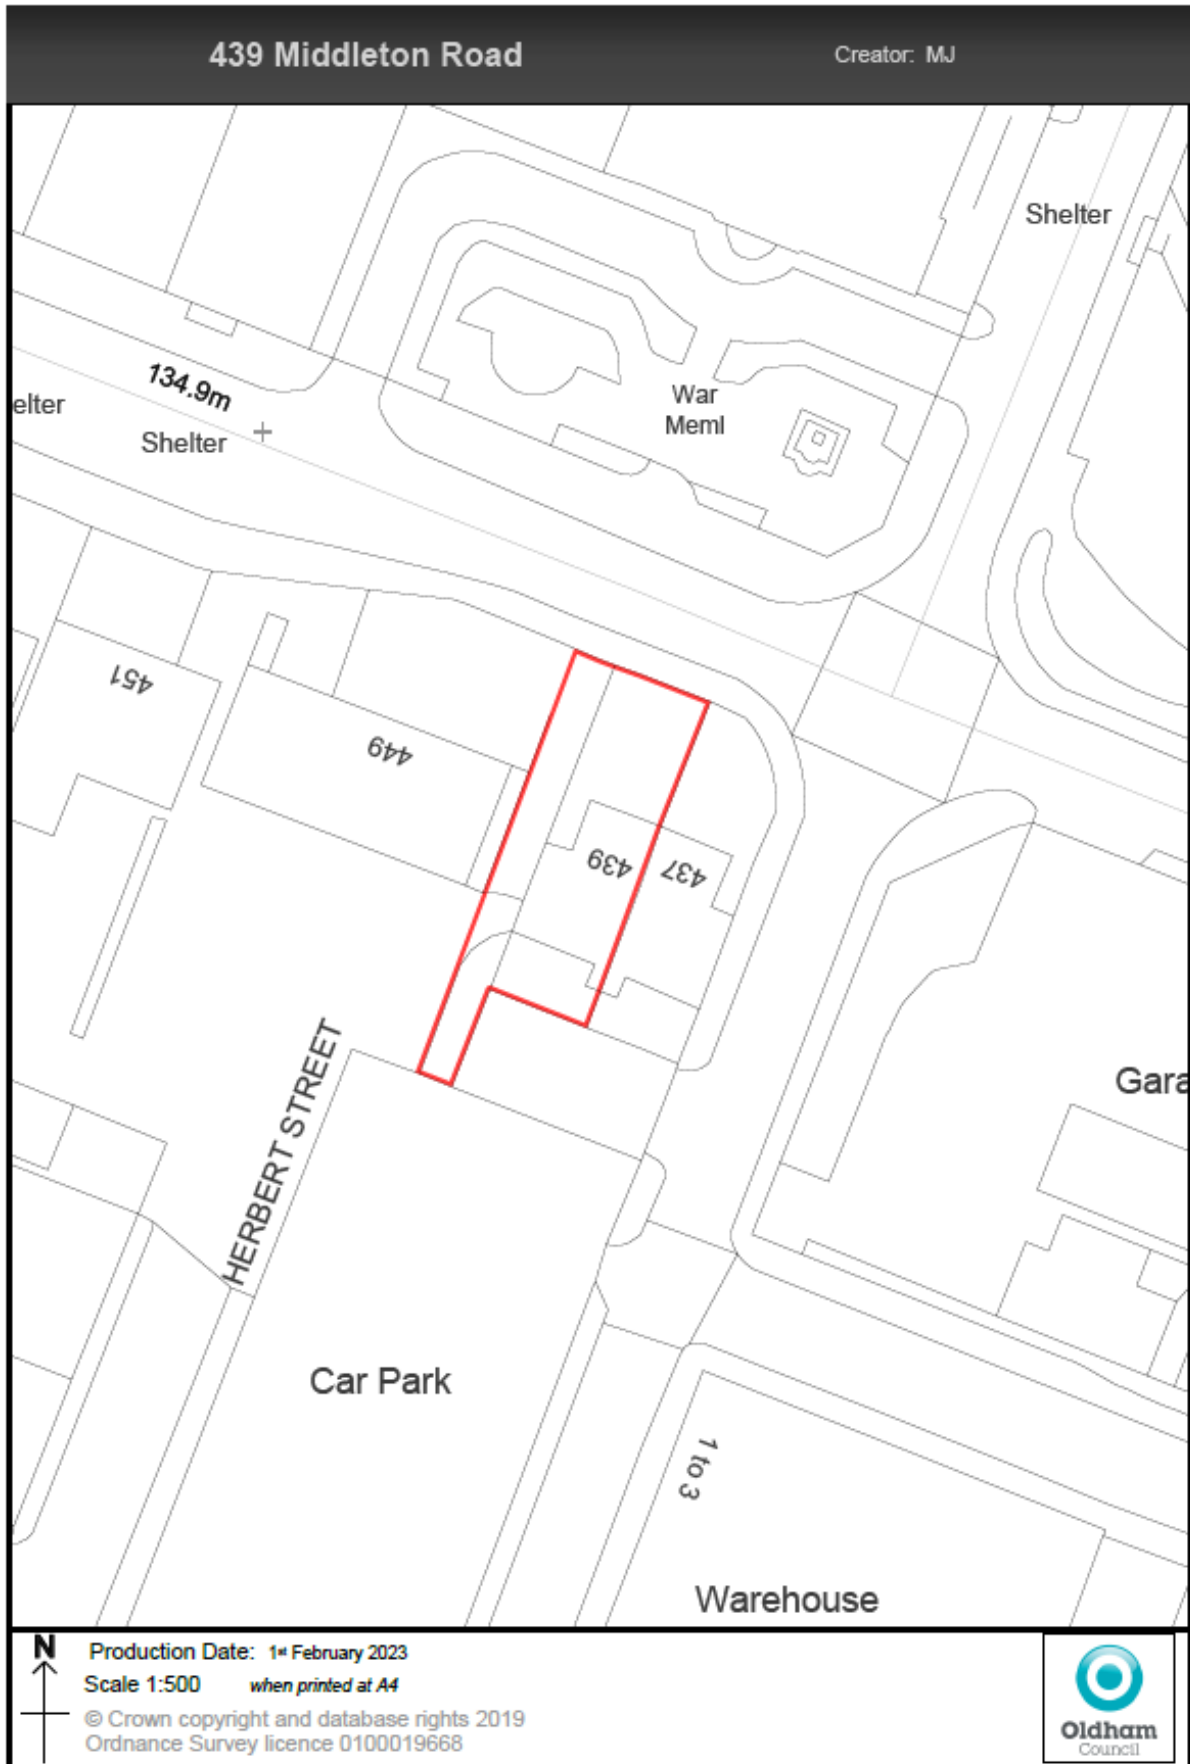 439 Middleton Road
Creator: MJ
Shelter
134.9m
elter
Shelter
War
Meml
451
449
439
437
HERBERT STREET
Gara
Car Park
1 to 3
Warehouse
N
Production Date: 1st February 2023
Scale 1:500 when printed at A4
© Crown copyright and database rights 2019
Ordnance Survey licence 0100019668
Oldham
Council